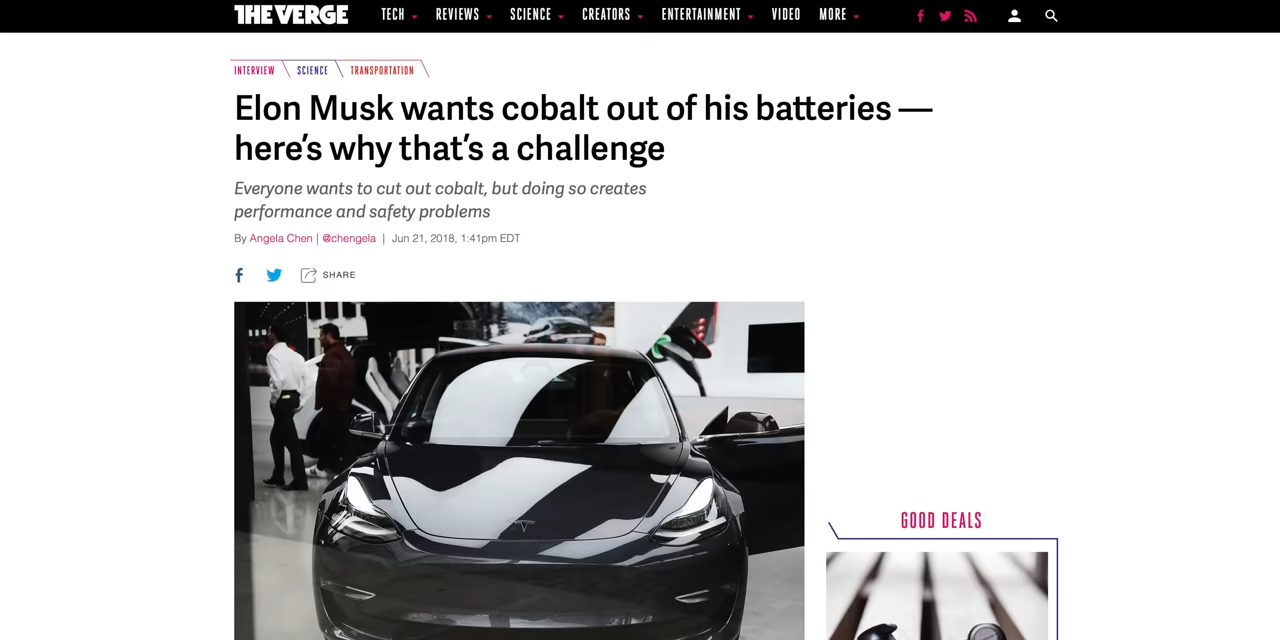 THE VERGE TECH REVIEWS SCIENCE CREATORS ENTERTAINMENT VIDEO MORE
INTERVIEW SCIENCE TRANSPORTATION
Elon Musk wants cobalt out of his batteries —
here’s why that’s a challenge
Everyone wants to cut out cobalt, but doing so creates
performance and safety problems
By Angela Chen | @chengela | Jun 21, 2018, 1:41pm EDT
SHARE
GOOD DEALS